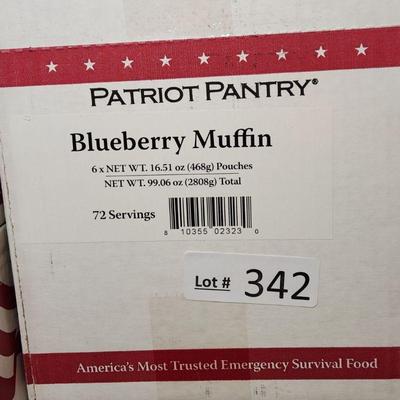 PATRIOT PANTRY®
Blueberry Muffin
6 x NET WT. 16.51 oz (468g) Pouches
NET WT. 99.06 oz (2808g) Total
72 Servings
8 10355 02323 6
Lot # 342
America's Most Trusted Emergency Survival Food